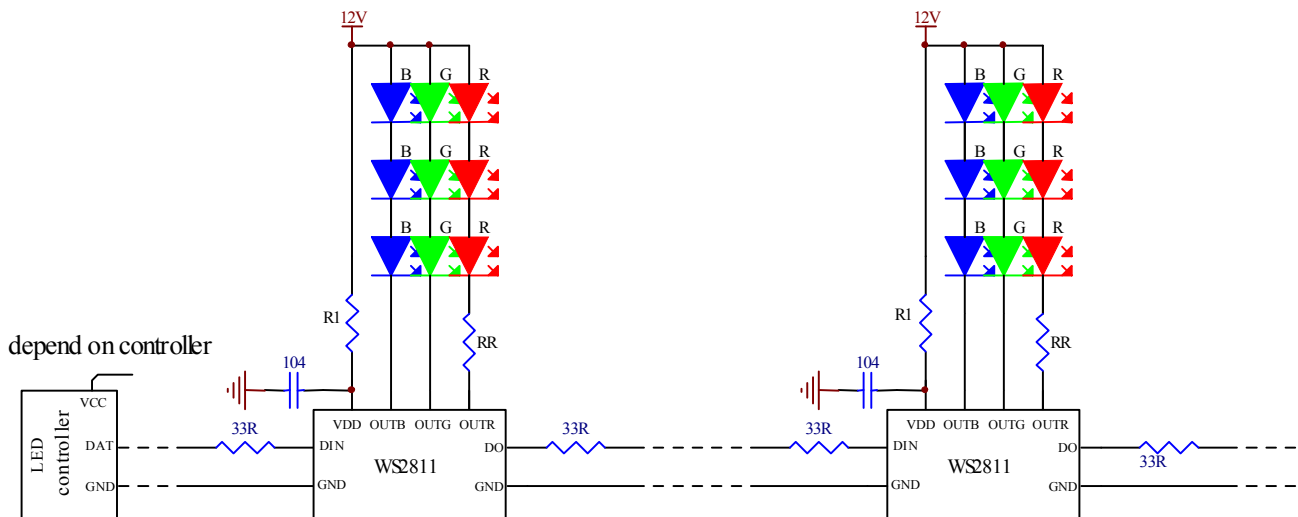 12V
12V
B G R
B G R
B G R
B G R
B G R
B G R
R1
RR
R1
RR
depend on controller
104
104
VCC
LED
controller
DAT
GND
33R
VDD OUTB OUTG OUTR
DIN
DO
WS2811
GND
GND
33R
33R
VDD OUTB OUTG OUTR
DIN
DO
WS2811
GND
GND
33R